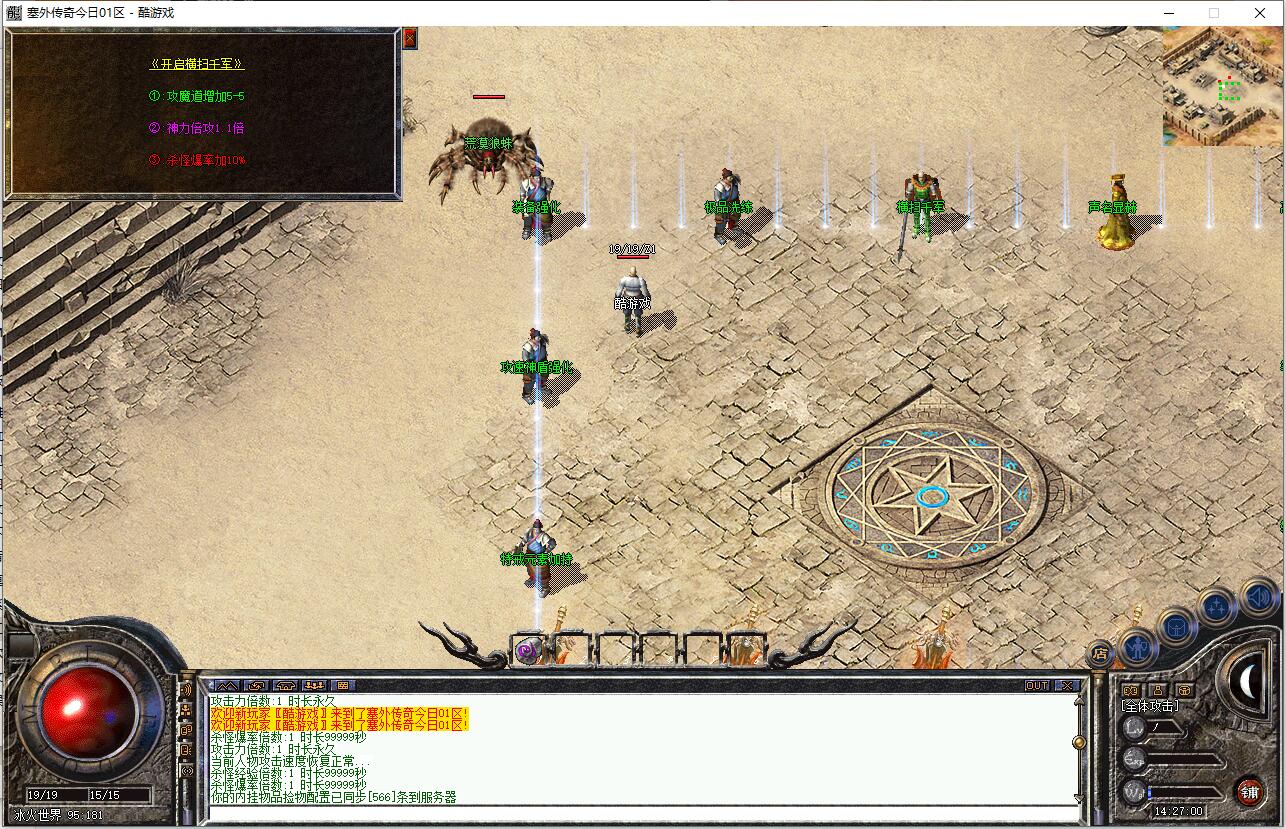 塞外传奇今日01区 - 酷游戏
《开启横扫千军》
①:攻魔道增加5-5
②:神力倍攻1.1倍
③:杀怪爆率加10%
荒漠狼蛛
装备强化
极品洗练
横扫千军
声名显赫
19/19/Z1
酷游戏
攻速神盾强化
特戒元素加持
店
OUT
攻击力倍数:1 时长永久
欢迎新玩家〖酷游戏〗来到了塞外传奇今日01区!
欢迎新玩家〖酷游戏〗来到了塞外传奇今日01区!
杀怪爆率倍数:1 时长99999秒
攻击力倍数:1 时长永久
当前人物攻击速度恢复正常...
杀怪经验倍数:1 时长99999秒
杀怪爆率倍数:1 时长99999秒
你的内挂物品捡物配置已同步[566]条到服务器
[全体攻击]
Lv 7
Exp
Wgt
铺
14:27:00
19/19
15/15
冰火世界 95:181